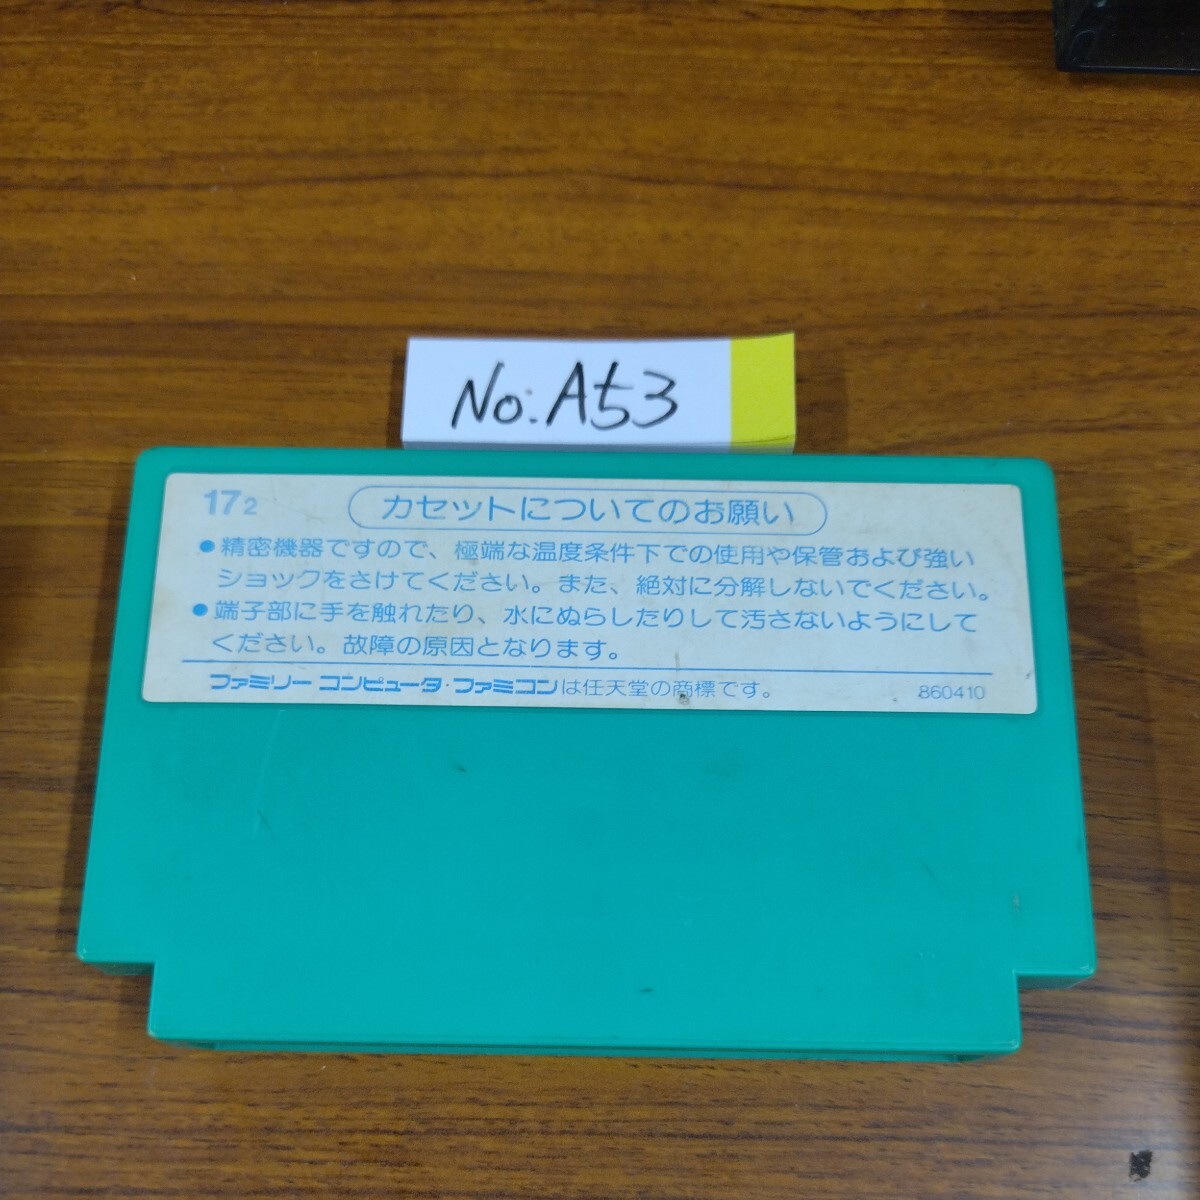 No.A53
17 2
カセットについてのお願い
●精密機器ですので、極端な温度条件下での使用や保管および強い
ショックをさけてください。また、絶対に分解しないでください。
●端子部に手を触れたり、水にぬらしたりして汚さないようにして
ください。故障の原因となります。
ファミリーコンピュータ・ファミコンは任天堂の商標です。
860410